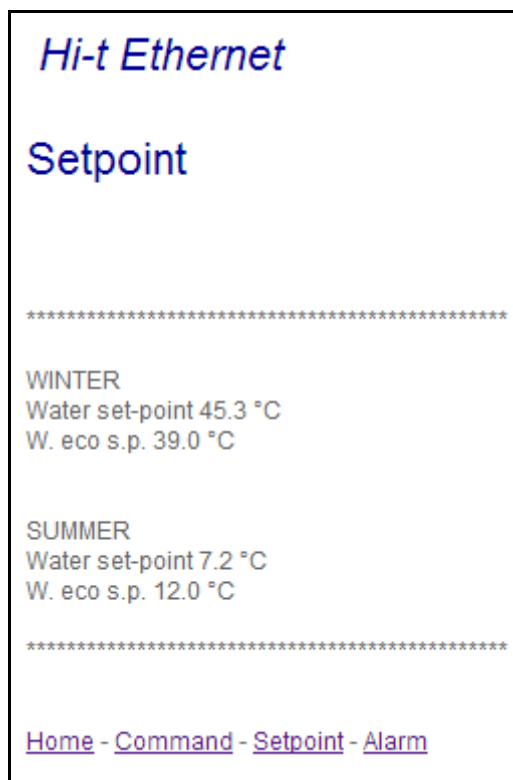 Hi-t Ethernet
Setpoint
************************************************
WINTER
Water set-point 45.3 °C
W. eco s.p. 39.0 °C
SUMMER
Water set-point 7.2 °C
W. eco s.p. 12.0 °C
************************************************
Home - Command - Setpoint - Alarm